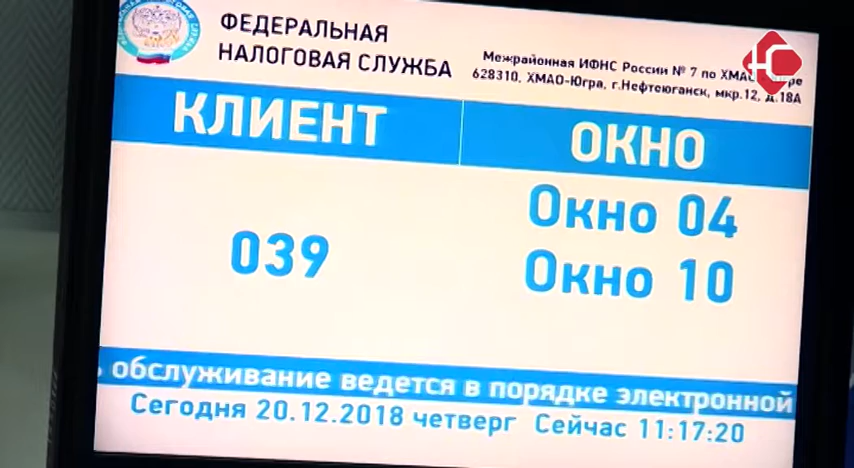 ФЕДЕРАЛЬНАЯ
НАЛОГОВАЯ СЛУЖБА
Межрайонная ИФНС России № 7 по ХМАО
628310, ХМАО-Югра, г.Нефтеюганск, мкр.12, д.18А
КЛИЕНТ
ОКНО
039
Окно 04
Окно 10
обслуживание ведется в порядке электронной
Сегодня 20.12.2018 четверг Сейчас 11:17:20